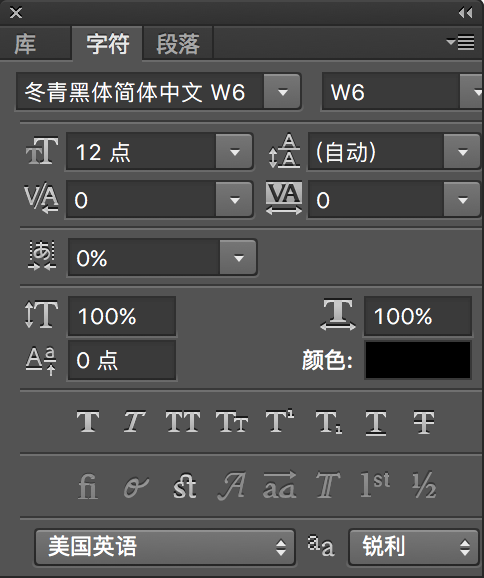 库 字符 段落
冬青黑体简体中文 W6 W6
12 点 (自动)
0 0
0%
100% 100%
0 点 颜色:
T T TT Tт T¹ T₁ T T
fi st A aa T 1st ½
美国英语 aa 锐利